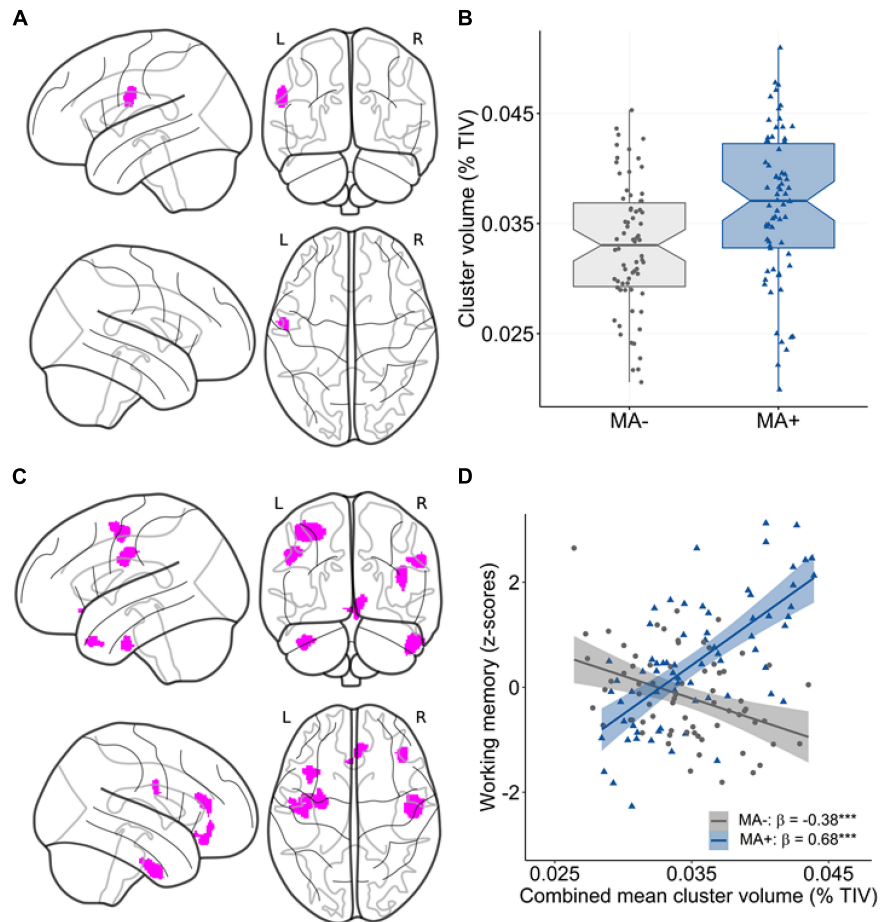 A
L
R
L
R
B
Cluster volume (% TIV)
0.045
0.035
0.025
MA-
MA+
C
L
R
L
R
D
Working memory (z-scores)
2
0
-2
MA-: β = -0.38***
MA+: β = 0.68***
0.025
0.035
0.045
Combined mean cluster volume (% TIV)